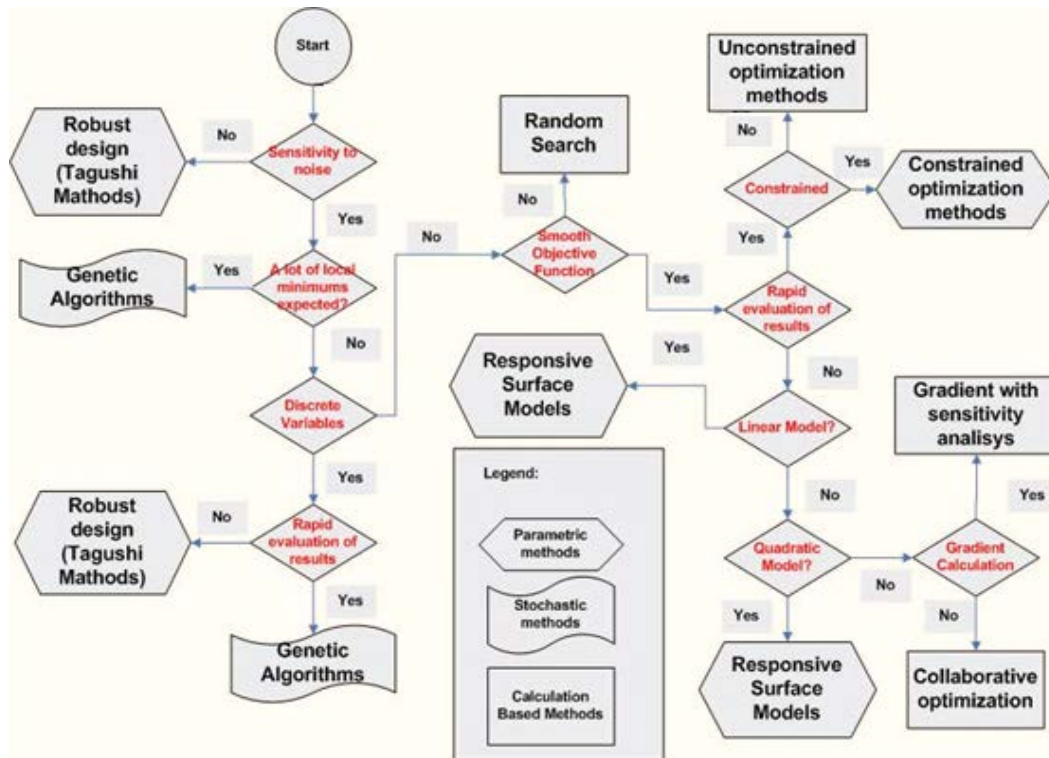 Start
No
Robust
design
(Tagushi
Mathods)
Sensitivity to
noise
Yes
Yes
Genetic
Algorithms
A lot of local
minimums
expected?
No
Discrete
Variables
Yes
No
Robust
design
(Tagushi
Mathods)
Rapid
evaluation of
results
Yes
Genetic
Algorithms
No
Random
Search
No
Smooth
Objective
Function
Yes
Unconstrained
optimization
methods
No
Constrained
Yes
Constrained
optimization
methods
Yes
Rapid
evaluation of
results
No
Yes
Responsive
Surface
Models
Linear Model?
No
Quadratic
Model?
No
Yes
Responsive
Surface
Models
Gradient with
sensitivity
analisys
Yes
Gradient
Calculation
No
Collaborative
optimization
Legend:
Parametric
methods
Stochastic
methods
Calculation
Based Methods